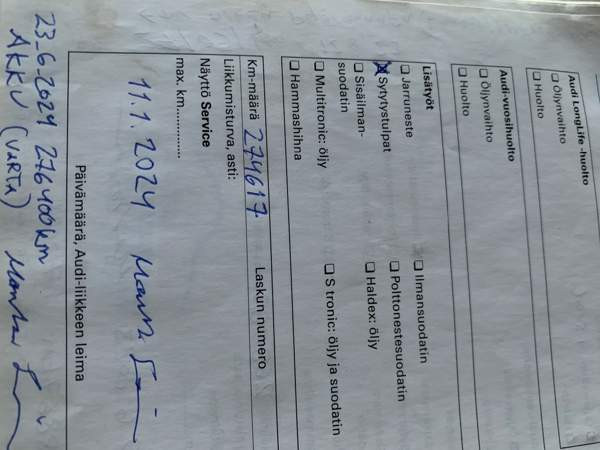 Audi LongLife -huolto
☐ Öljynvaihto
☐ Huolto
Audi-vuosihuolto
☐ Öljynvaihto
☐ Huolto
Lisätyöt
☐ Jarruneste
☒ Sytytystulpat
☐ Sisäilman-
suodatin
☐ Multitronic: öljy
☐ Hammashihna
☐ Ilmansuodatin
☐ Polttonestesuodatin
☐ Haldex: öljy
☐ S tronic: öljy ja suodatin
Km-määrä 274617 Laskun numero
Liikkumisturva, asti:
Näyttö Service
max. km..............
11.1. 2024
Päivämäärä, Audi-liikkeen leima
23.6.2024 276400km
AKKU (VARTA)